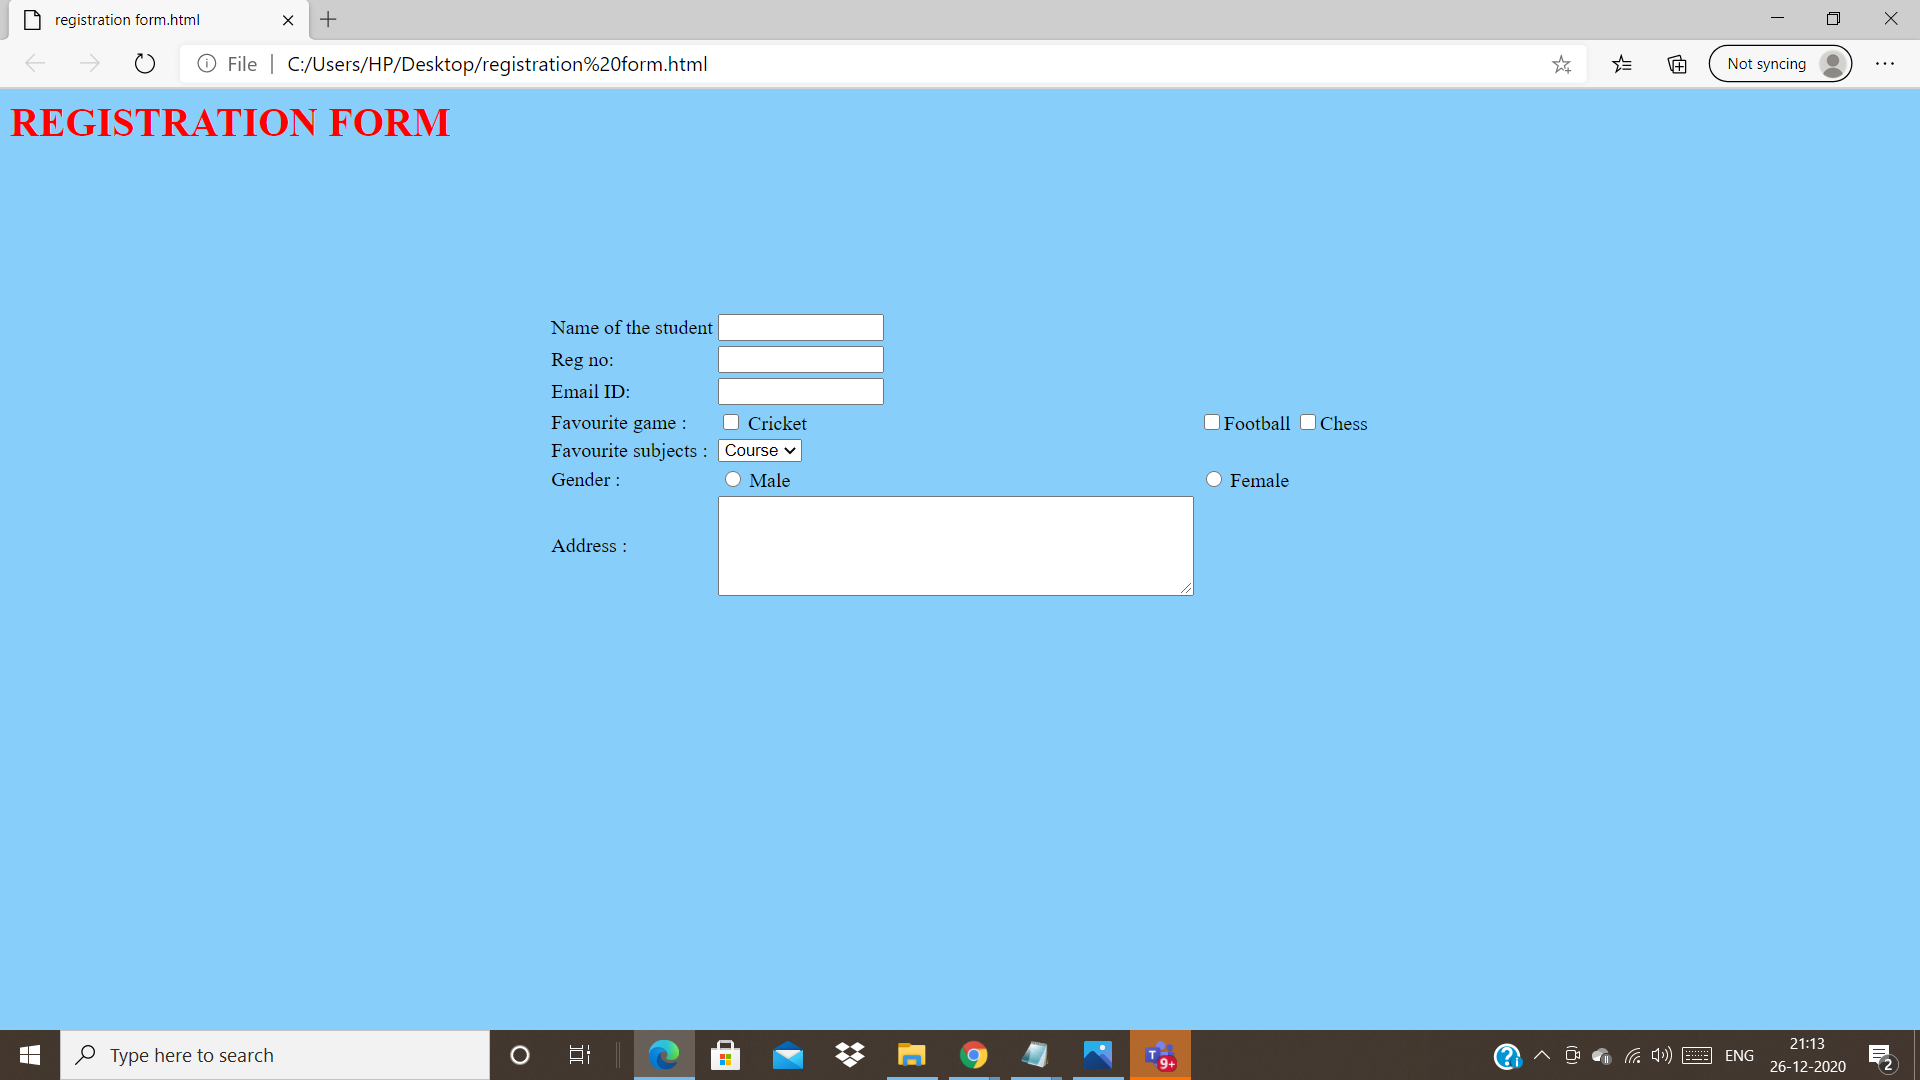 registration form.html
File | C:/Users/HP/Desktop/registration%20form.html
Not syncing
REGISTRATION FORM
Name of the student
Reg no:
Email ID:
Favourite game : Cricket Football Chess
Favourite subjects : Course
Gender : Male Female
Address :
Type here to search
T 9+
ENG
21:13
26-12-2020
2